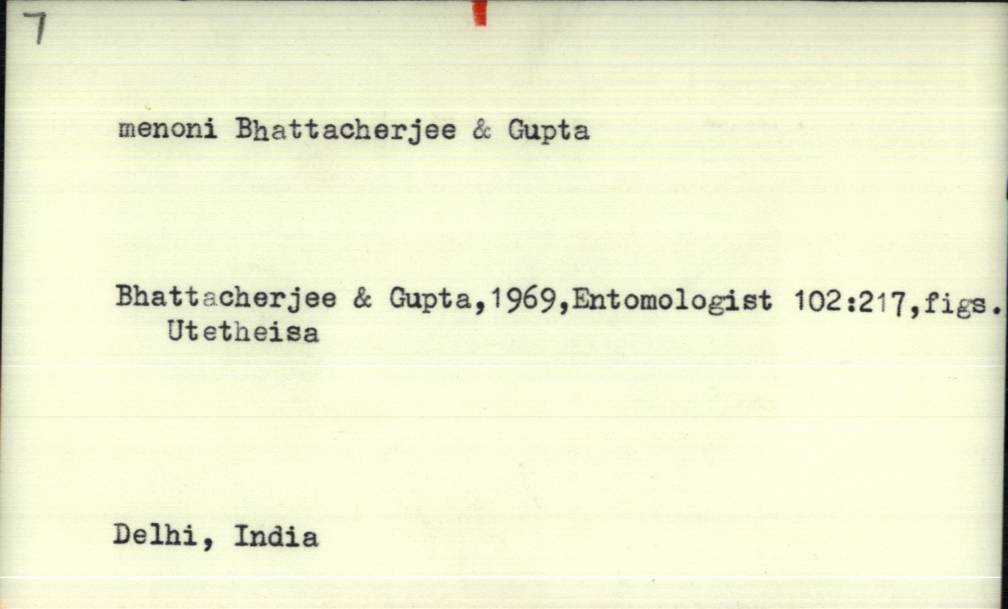 7
menoni Bhattacherjee & Gupta
Bhattacherjee & Gupta,1969,Entomologist 102:217,figs.
Utetheisa
Delhi, India